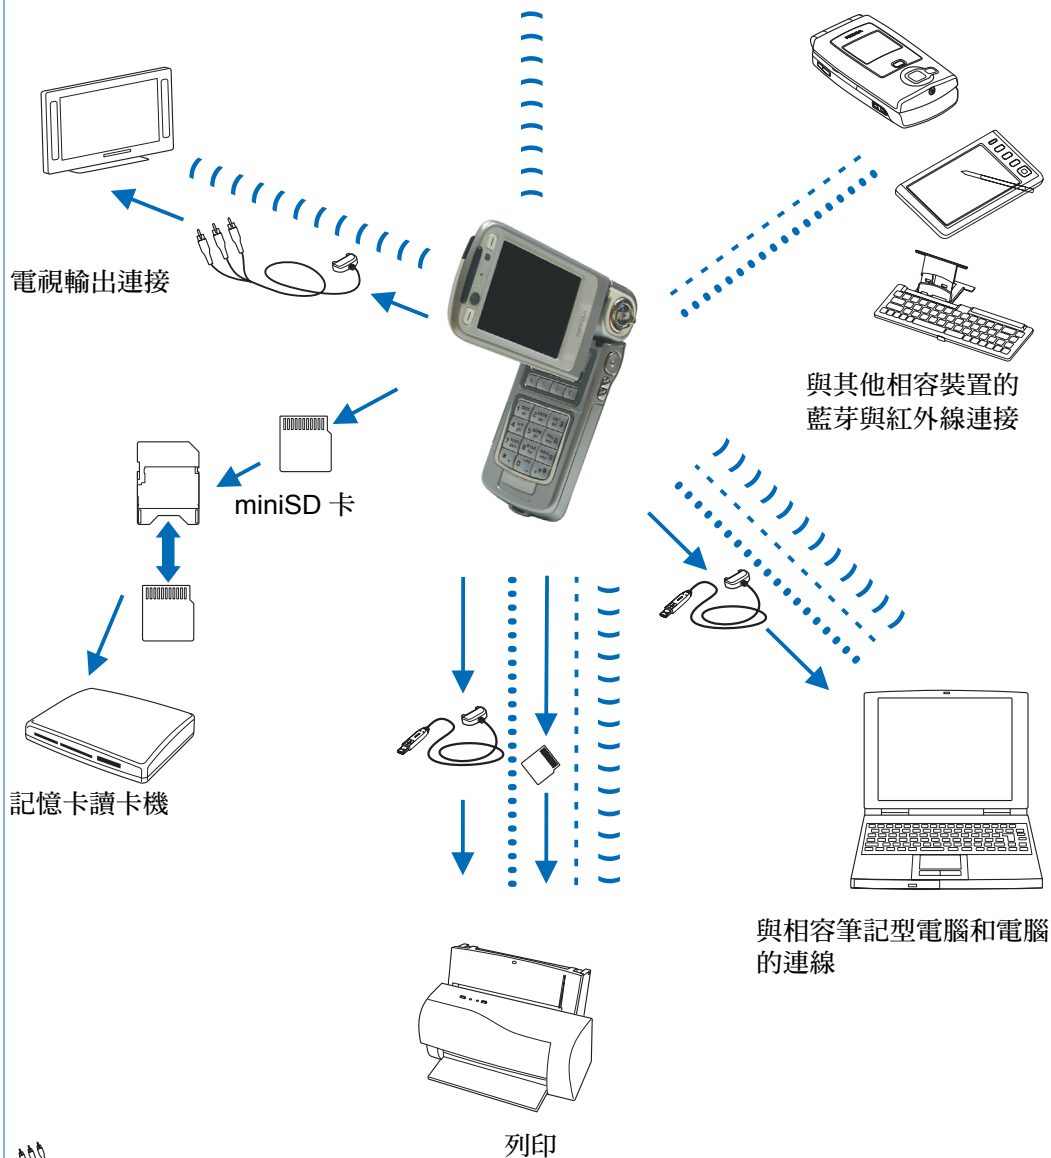 NOKIA
電視輸出連接
與其他相容裝置的
藍芽與紅外線連接
miniSD 卡
記憶卡讀卡機
與相容筆記型電腦和電腦
的連線
列印